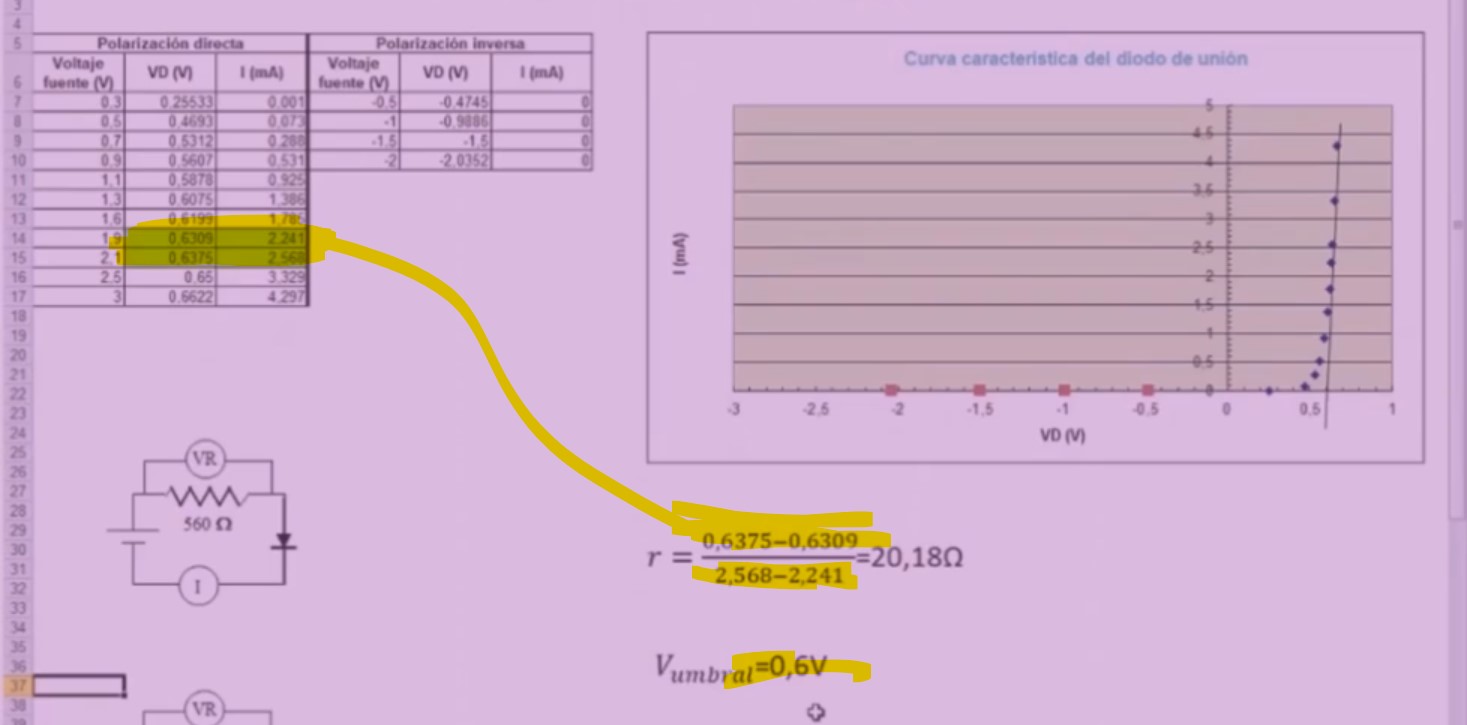 3
4
5 Polarización directa Polarización inversa
6 Voltaje fuente (V) VD (V) I (mA) Voltaje fuente (V) VD (V) I (mA)
7 0.3 0,25533 0.001 -0.5 -0.4745 0
8 0,5 0,4693 0,073 -1 -0,9886 0
9 0,7 0,5312 0,288 -1.5 -1,5 0
10 0,9 0,5607 0,531 -2 -2,0352 0
11 1,1 0,5878 0.925
12 1,3 0,6075 1,386
13 1,6 0,6199 1,785
14 1,9 0,6309 2,241
15 2,1 0,6375 2,568
16 2,5 0,65 3,329
17 3 0,6622 4,297
18
19
20
21
22
23
24
25
26
27
28
29
30
31
32
33
34
35
36
37
38
39
Curva característica del diodo de unión
5
4,5
4
3,5
3
2,5
2
1,5
1
0,5
0
I (mA)
-3 -2,5 -2 -1,5 -1 -0,5 0 0,5 1
VD (V)
VR
560 Ω
I
r = 0,6375−0,6309
2,568−2,241
=20,18Ω
Vumbral=0,6V
VR